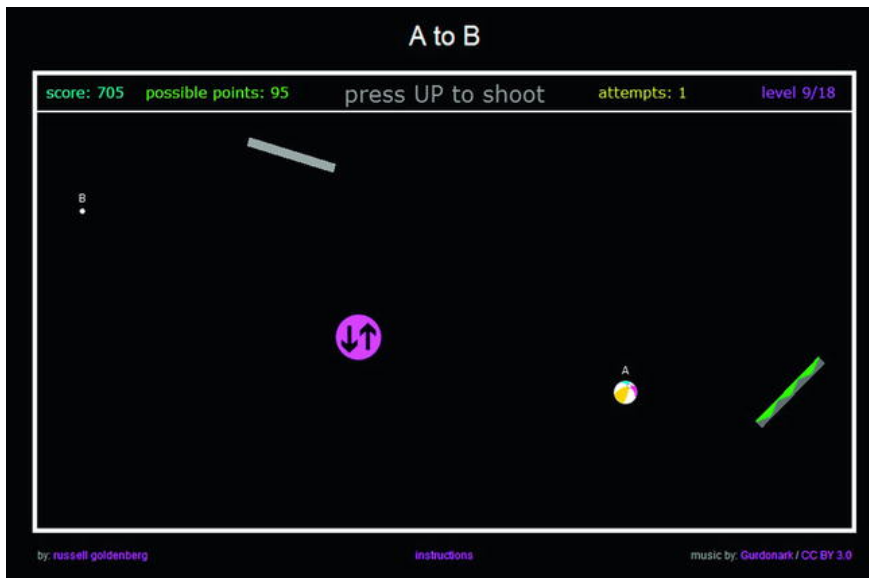 A to B
score: 705 possible points: 95 press UP to shoot attempts: 1 level 9/18
B
A
by: russell goldenberg instructions music by: Gurdonark / CC BY 3.0